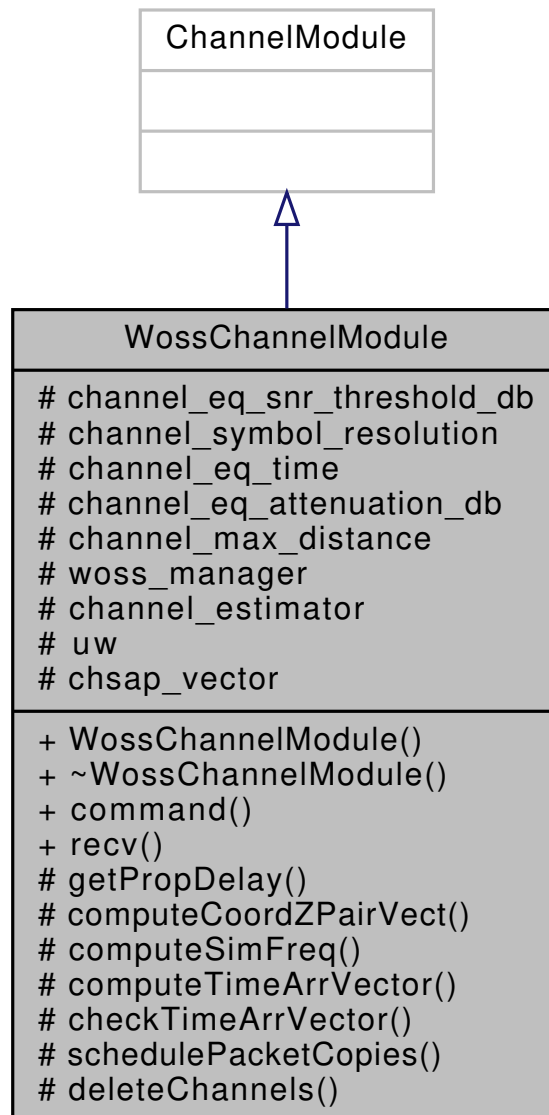 ChannelModule
WossChannelModule
# channel_eq_snr_threshold_db
# channel_symbol_resolution
# channel_eq_time
# channel_eq_attenuation_db
# channel_max_distance
# woss_manager
# channel_estimator
# uw
# chsap_vector
+ WossChannelModule()
+ ~WossChannelModule()
+ command()
+ recv()
# getPropDelay()
# computeCoordZPairVect()
# computeSimFreq()
# computeTimeArrVector()
# checkTimeArrVector()
# schedulePacketCopies()
# deleteChannels()